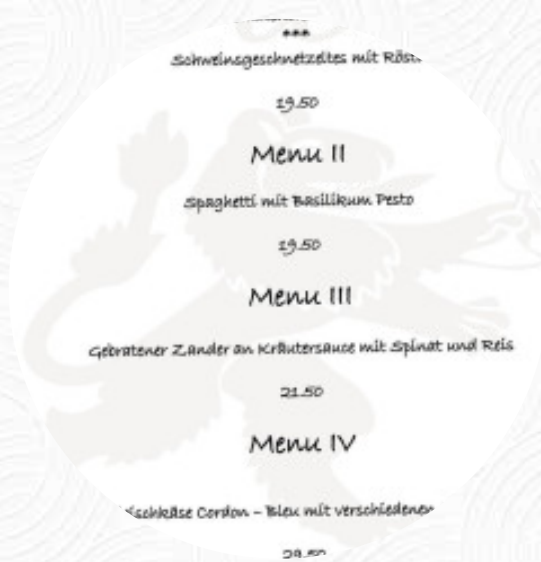 ***
Schweinsgeschnetzeltes mit
19.50
Menu II
Spaghetti mit Basilikum Pesto
19.50
Menu III
Gebratener Zander an Kräutersauce mit Spinat und Reis
21.50
Menu IV
Cordon – Bleu mit